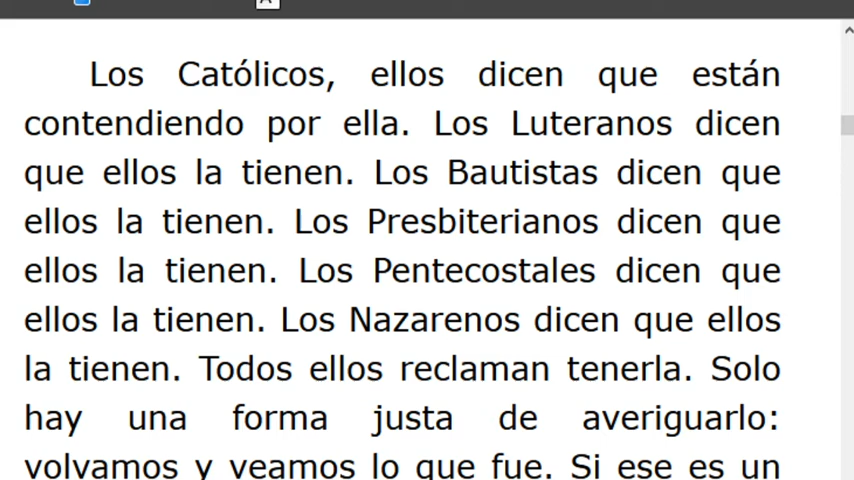 Los Católicos, ellos dicen que están
contendiendo por ella. Los Luteranos dicen
que ellos la tienen. Los Bautistas dicen que
ellos la tienen. Los Presbiterianos dicen que
ellos la tienen. Los Pentecostales dicen que
ellos la tienen. Los Nazarenos dicen que ellos
la tienen. Todos ellos reclaman tenerla. Solo
hay una forma justa de averiguarlo:
volvamos y veamos lo que fue. Si ese es un